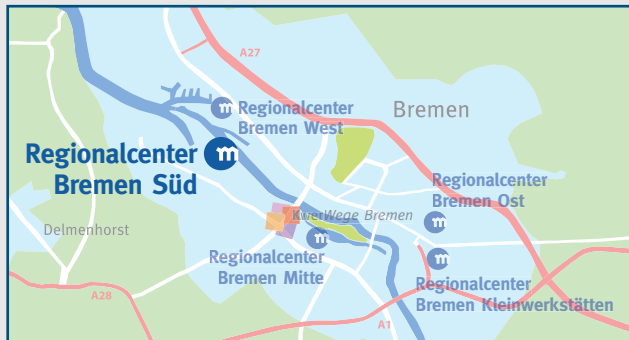 A27
Regionalcenter
Bremen West
Bremen
Regionalcenter
Bremen Süd
Regionalcenter
Bremen Ost
KwerWege Bremen
Delmenhorst
Regionalcenter
Bremen Mitte
Regionalcenter
Bremen Kleinwerkstätten
A28
A1